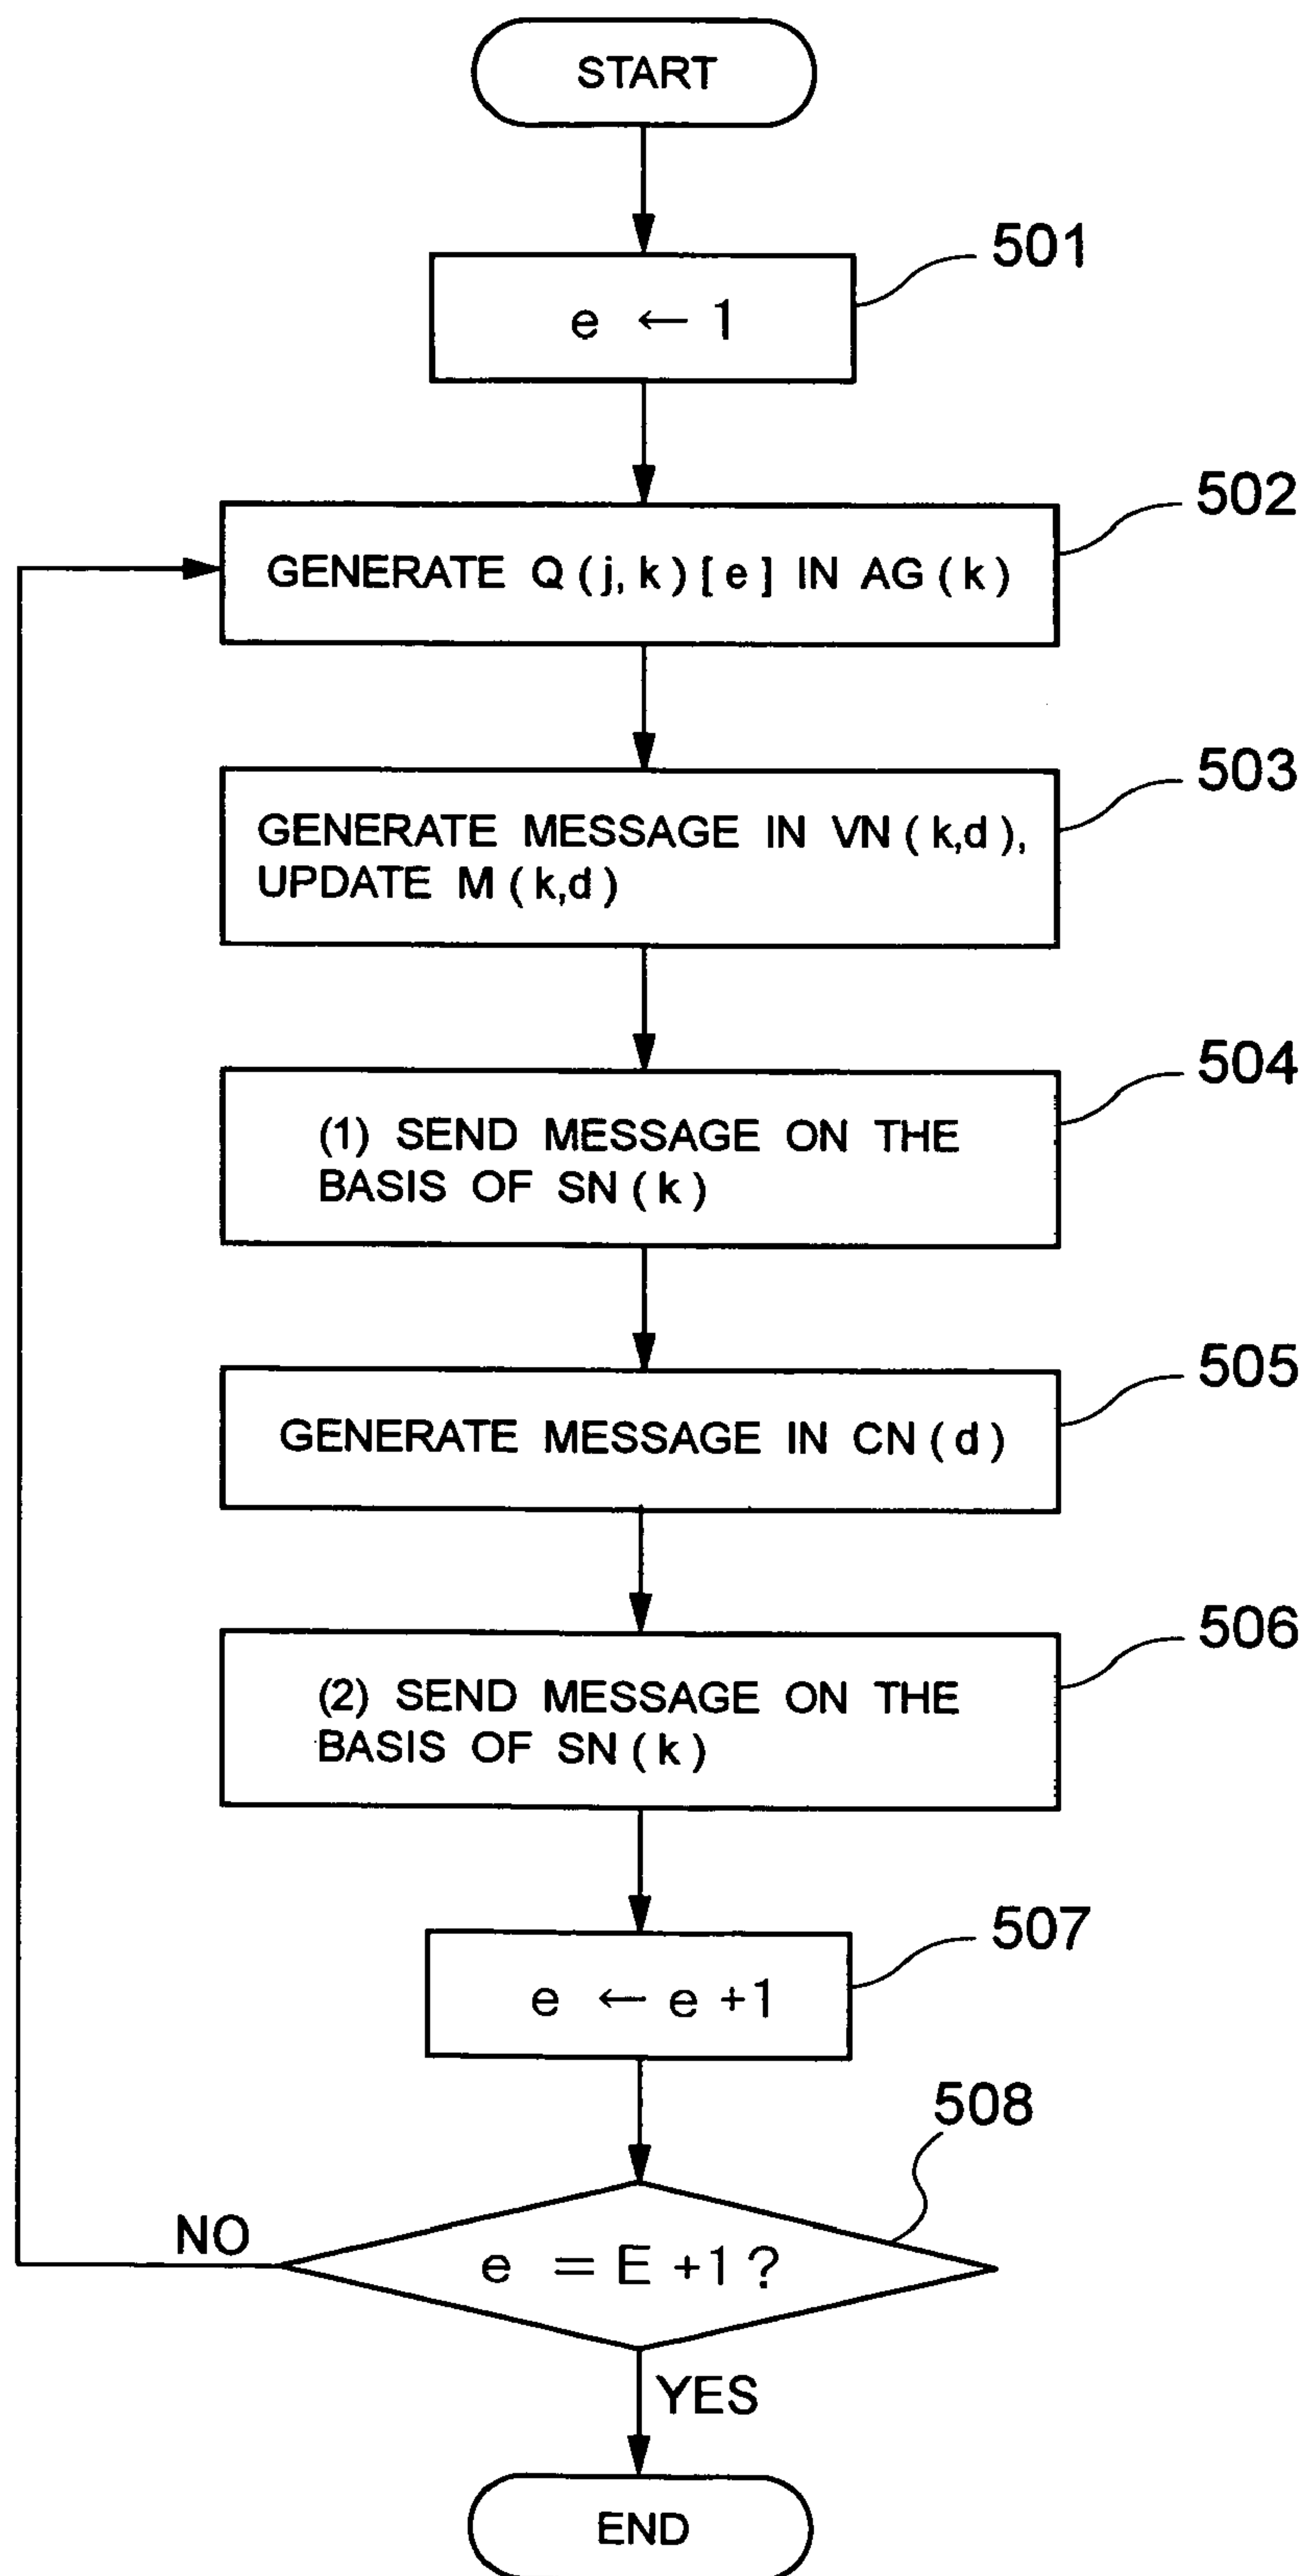 START
501
e ← 1
502
GENERATE Q(j,k)[e] IN AG(k)
503
GENERATE MESSAGE IN VN(k,d),
UPDATE M(k,d)
504
(1) SEND MESSAGE ON THE
BASIS OF SN(k)
505
GENERATE MESSAGE IN CN(d)
506
(2) SEND MESSAGE ON THE
BASIS OF SN(k)
507
e ← e +1
508
NO
e = E +1?
YES
END